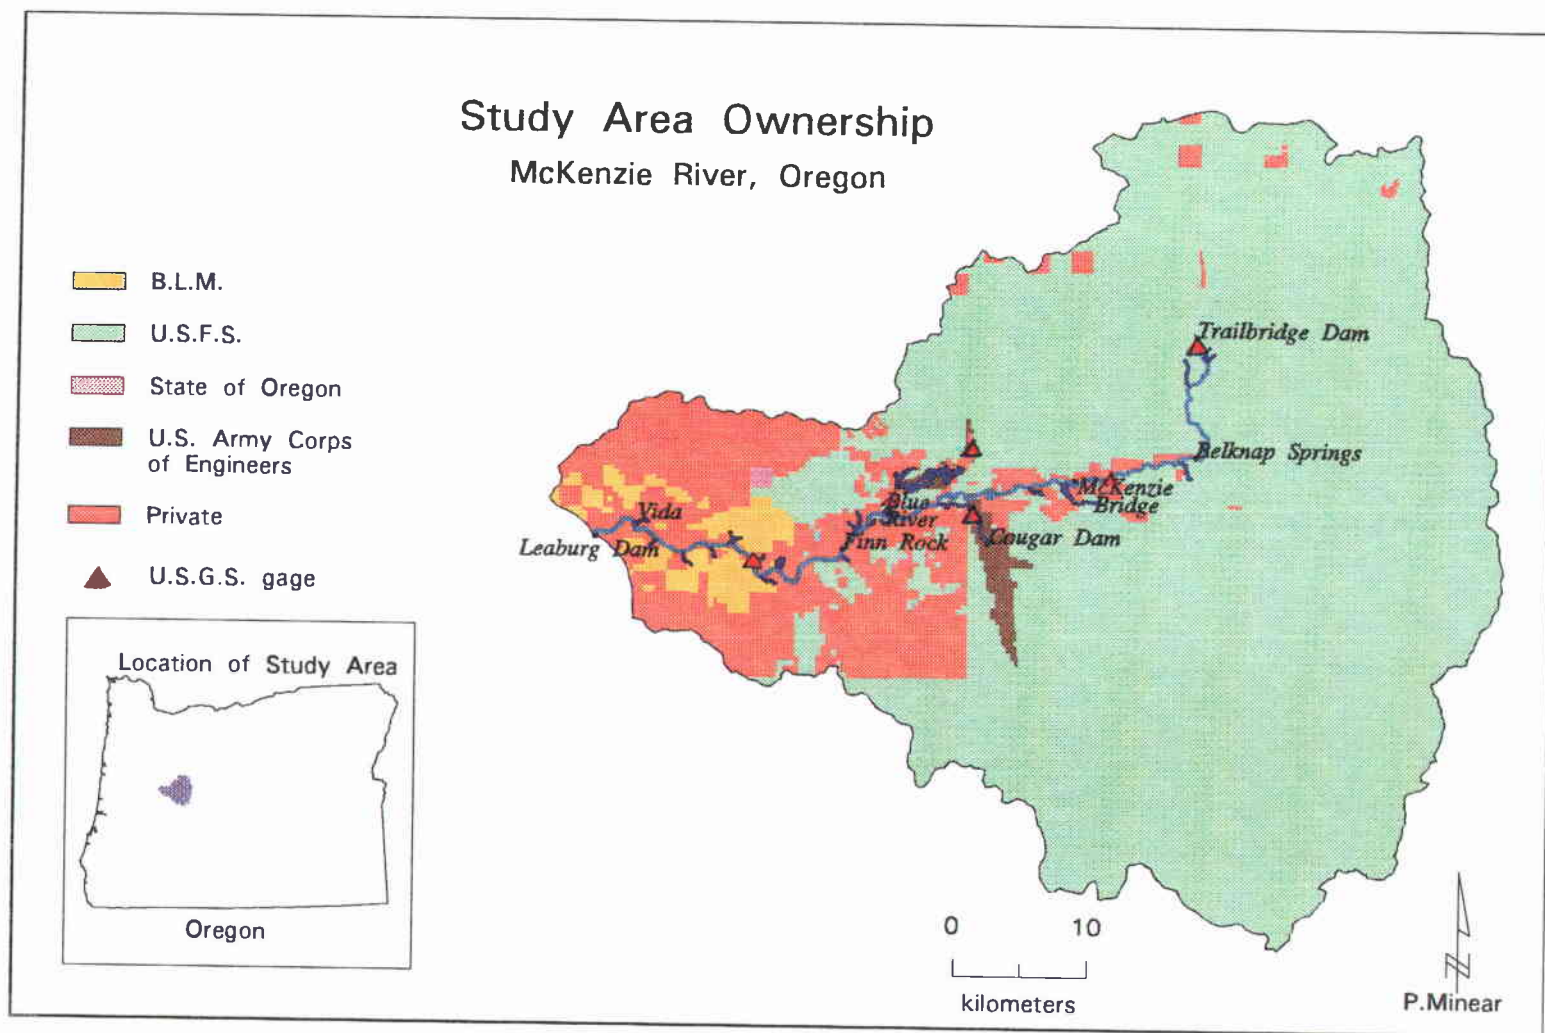 Study Area Ownership
McKenzie River, Oregon
B.L.M.
U.S.F.S.
State of Oregon
U.S. Army Corps
of Engineers
Private
U.S.G.S. gage
Location of Study Area
Oregon
Trailbridge Dam
Belknap Springs
McKenzie
Bridge
Blue
River
Cougar Dam
Finn Rock
Vida
Leaburg Dam
0 10
kilometers
P.Minear